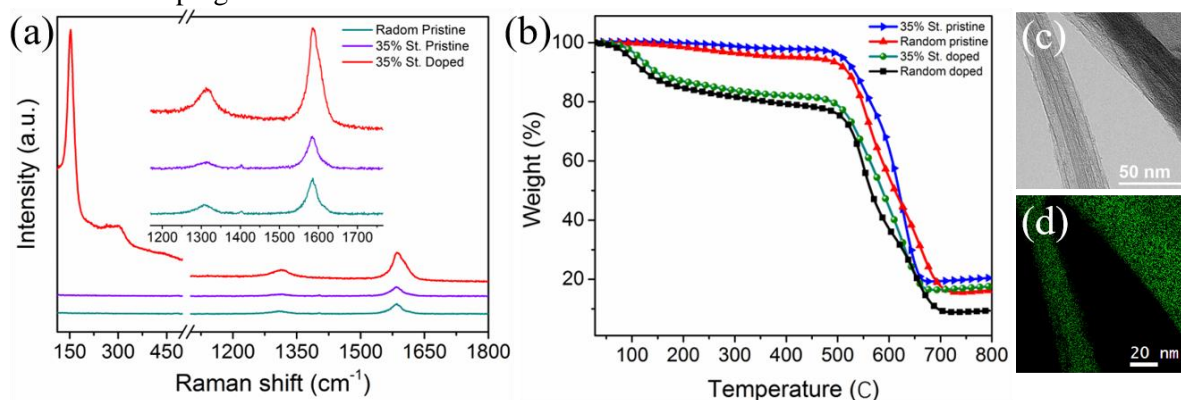 (a)
Radom Pristine
35% St. Pristine
35% St. Doped
1200 1300 1400 1500 1600 1700
Intensity (a.u.)
150 300 450 1200 1350 1500 1650 1800
Raman shift (cm⁻¹)
(b)
35% St. pristine
Random pristine
35% St. doped
Random doped
100
80
60
40
20
Weight (%)
100 200 300 400 500 600 700 800
Temperature (C)
(c)
50 nm
(d)
20 nm